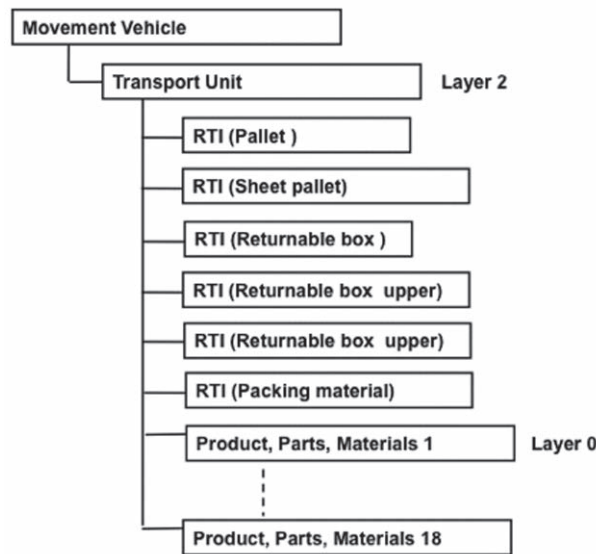 Movement Vehicle
Transport Unit Layer 2
RTI (Pallet )
RTI (Sheet pallet)
RTI (Returnable box )
RTI (Returnable box upper)
RTI (Returnable box upper)
RTI (Packing material)
Product, Parts, Materials 1 Layer 0
Product, Parts, Materials 18